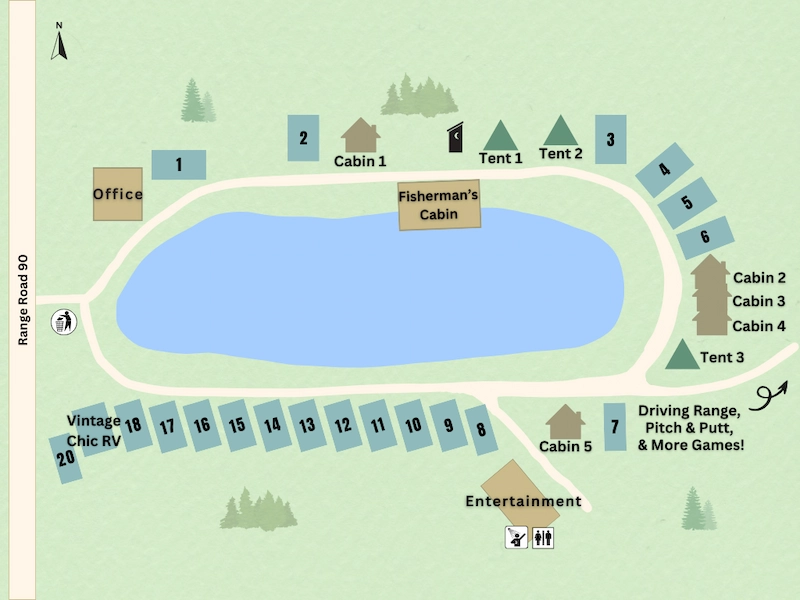 N
2
3
Cabin 1
Tent 1
Tent 2
1
4
Office
Fisherman's
Cabin
5
6
Range Road 90
Cabin 2
Cabin 3
Cabin 4
Tent 3
Vintage
Chic RV
20
18
17
16
15
14
13
12
11
10
9
8
Cabin 5
7
Driving Range,
Pitch & Putt,
& More Games!
Entertainment